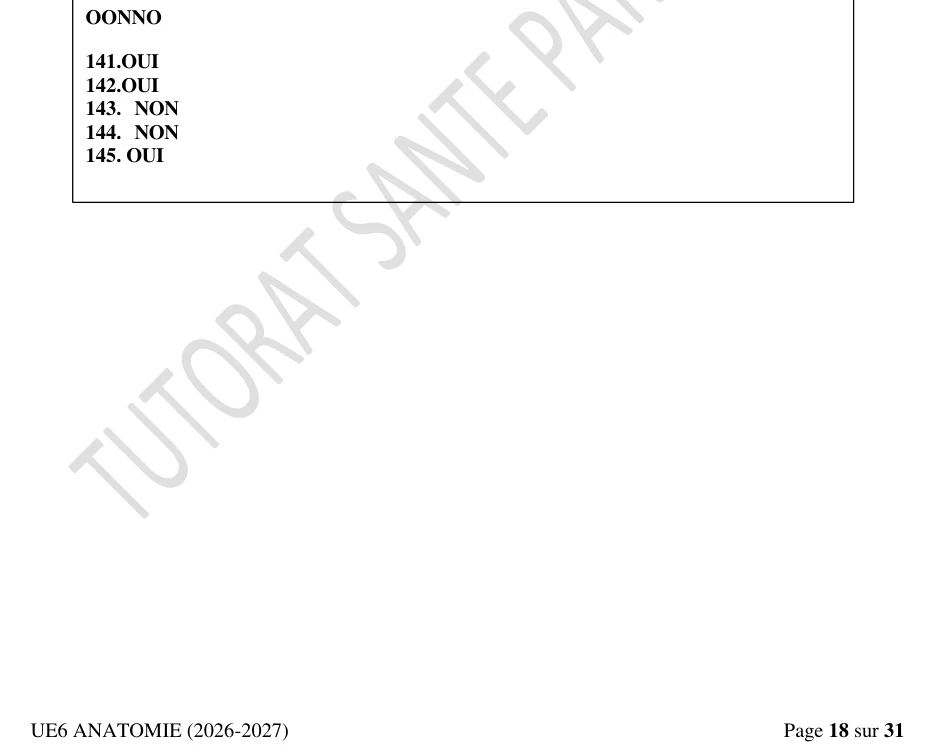 OONNO
141.OUI
142.OUI
143. NON
144. NON
145. OUI
TUTORAT SANTE
UE6 ANATOMIE (2026-2027) Page 18 sur 31